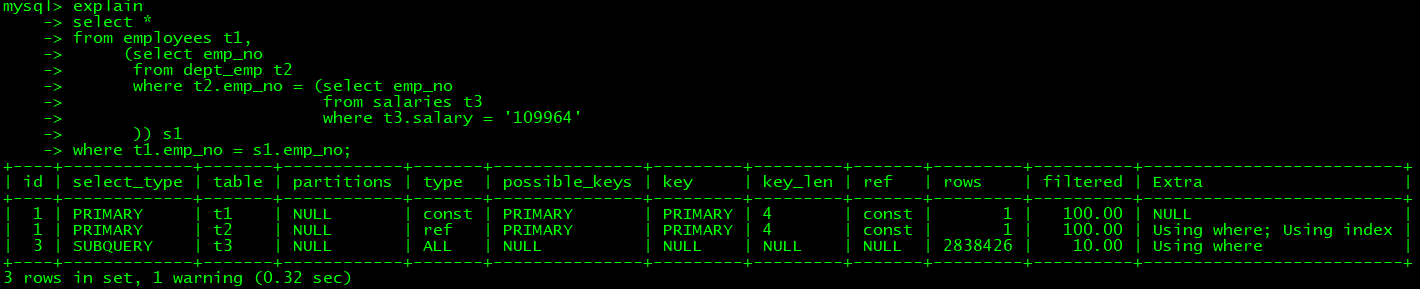 mysql> explain
    -> select *
    -> from employees t1,
    ->      (select emp_no
    ->       from dept_emp t2
    ->       where t2.emp_no = (select emp_no
    ->                          from salaries t3
    ->                          where t3.salary = '109964'
    ->       )) s1
    -> where t1.emp_no = s1.emp_no;
+----+-------------+-------+------------+-------+---------------+---------+---------+-------+---------+----------+--------------------------+
| id | select_type | table | partitions | type  | possible_keys | key     | key_len | ref   | rows    | filtered | Extra                    |
+----+-------------+-------+------------+-------+---------------+---------+---------+-------+---------+----------+--------------------------+
|  1 | PRIMARY     | t1    | NULL       | const | PRIMARY       | PRIMARY | 4       | const |       1 |   100.00 | NULL                     |
|  1 | PRIMARY     | t2    | NULL       | ref   | PRIMARY       | PRIMARY | 4       | const |       1 |   100.00 | Using where; Using index |
|  3 | SUBQUERY    | t3    | NULL       | ALL   | NULL          | NULL    | NULL    | NULL  | 2838426 |    10.00 | Using where              |
+----+-------------+-------+------------+-------+---------------+---------+---------+-------+---------+----------+--------------------------+
3 rows in set, 1 warning (0.32 sec)